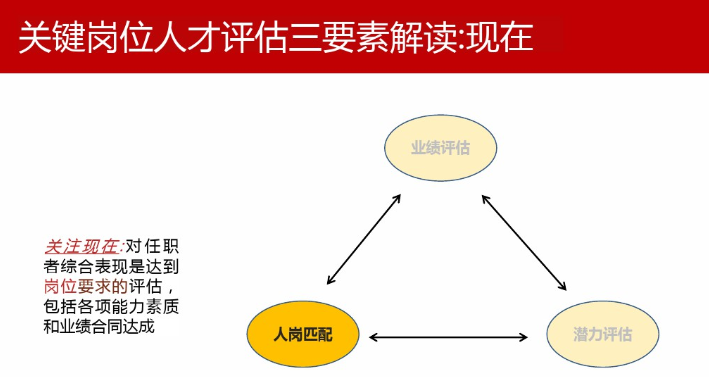 关键岗位人才评估三要素解读:现在
业绩评估
关注现在:对任职
者综合表现是达到
岗位要求的评估，
包括各项能力素质
和业绩合同达成
人岗匹配
潜力评估